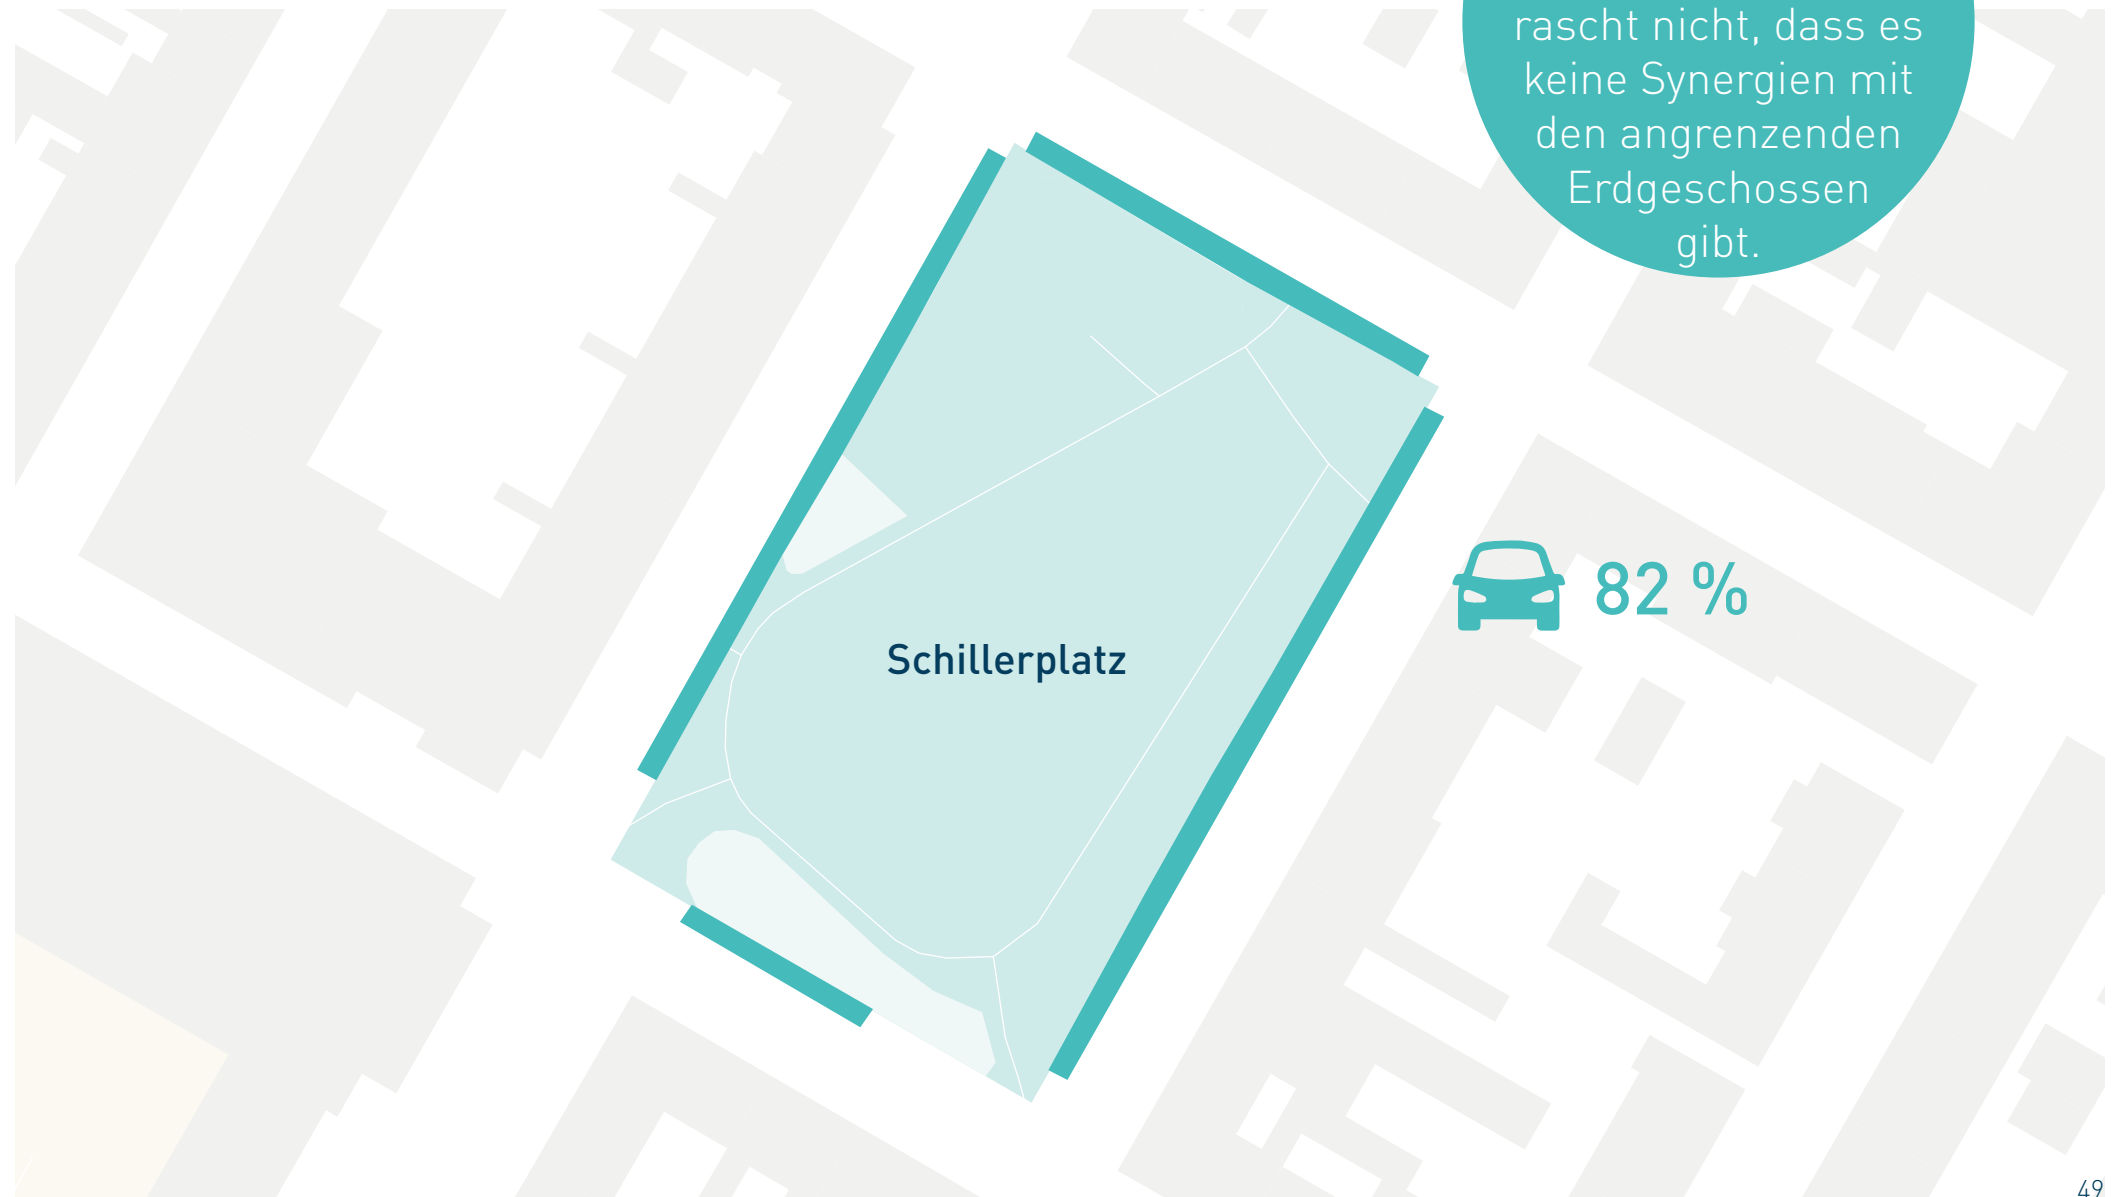 rascht nicht, dass es
keine Synergien mit
den angrenzenden
Erdgeschossen
gibt.
82 %
Schillerplatz
49